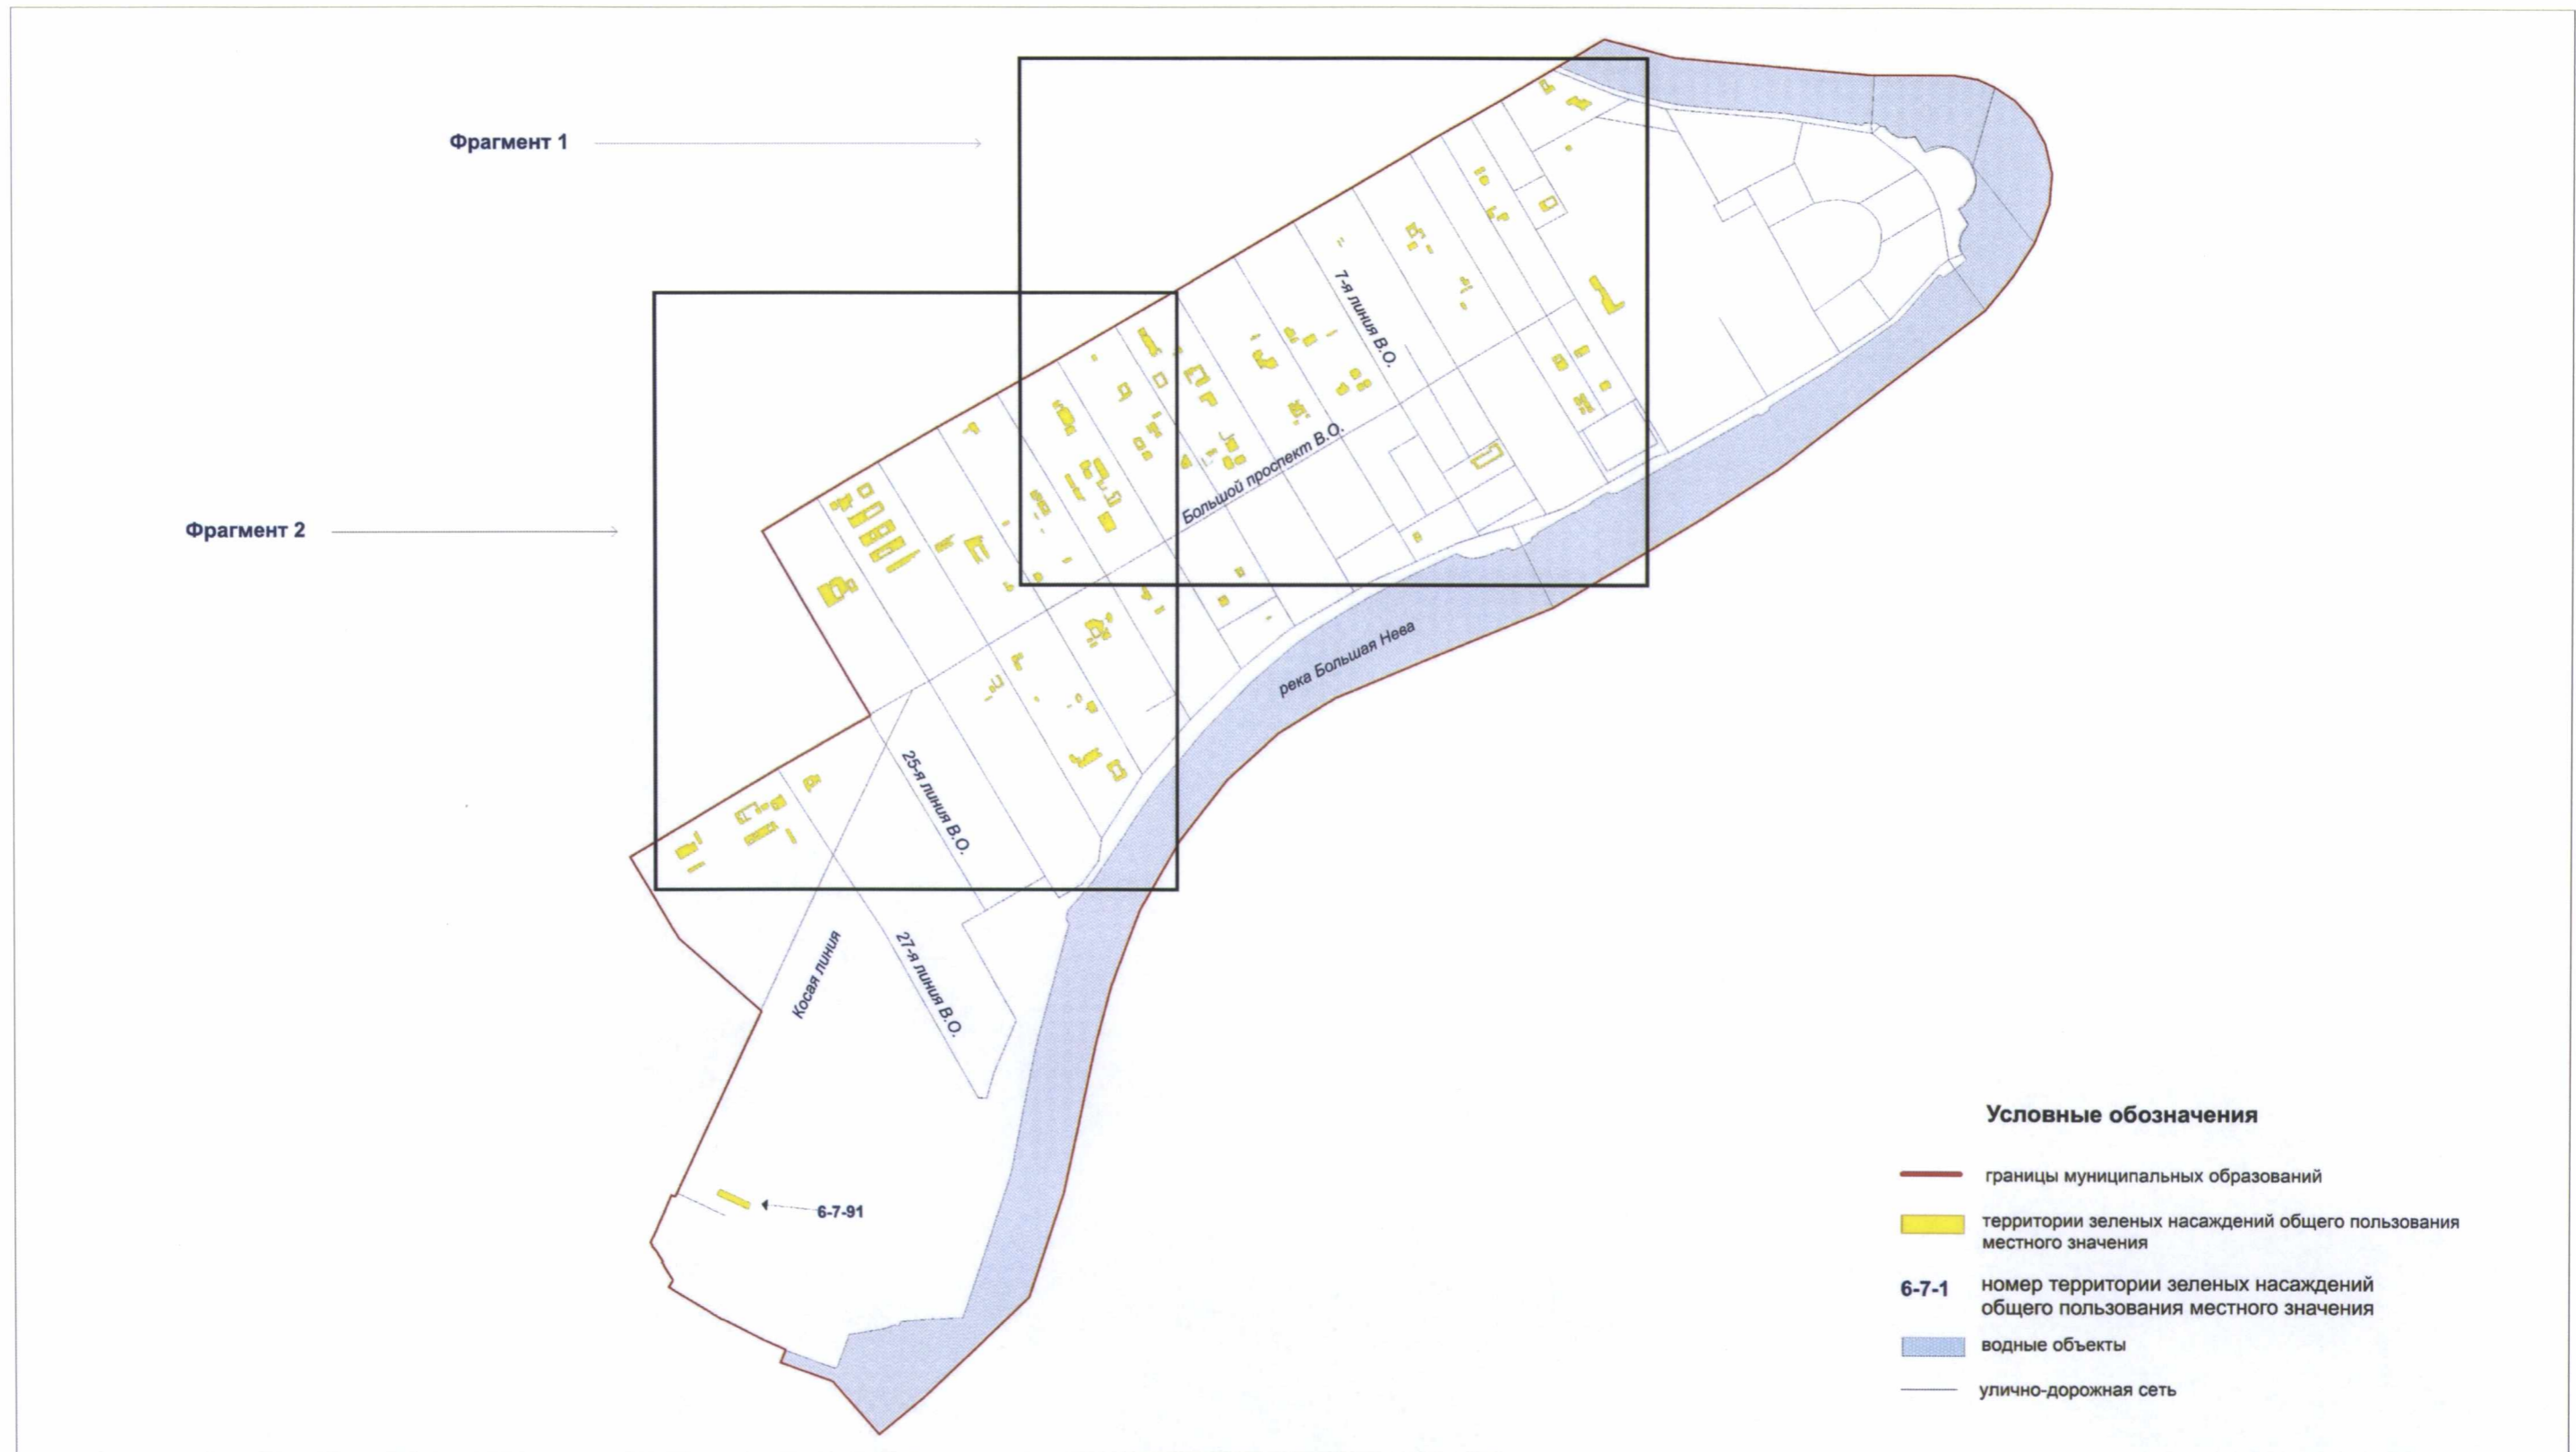 Фрагмент 1
7-я линия В.О.
Большой проспект В.О.
Фрагмент 2
река Большая Нева
25-я линия В.О.
27-я линия В.О.
Косая линия
6-7-91
Условные обозначения
границы муниципальных образований
территории зеленых насаждений общего пользования
местного значения
6-7-1 номер территории зеленых насаждений
общего пользования местного значения
водные объекты
улично-дорожная сеть